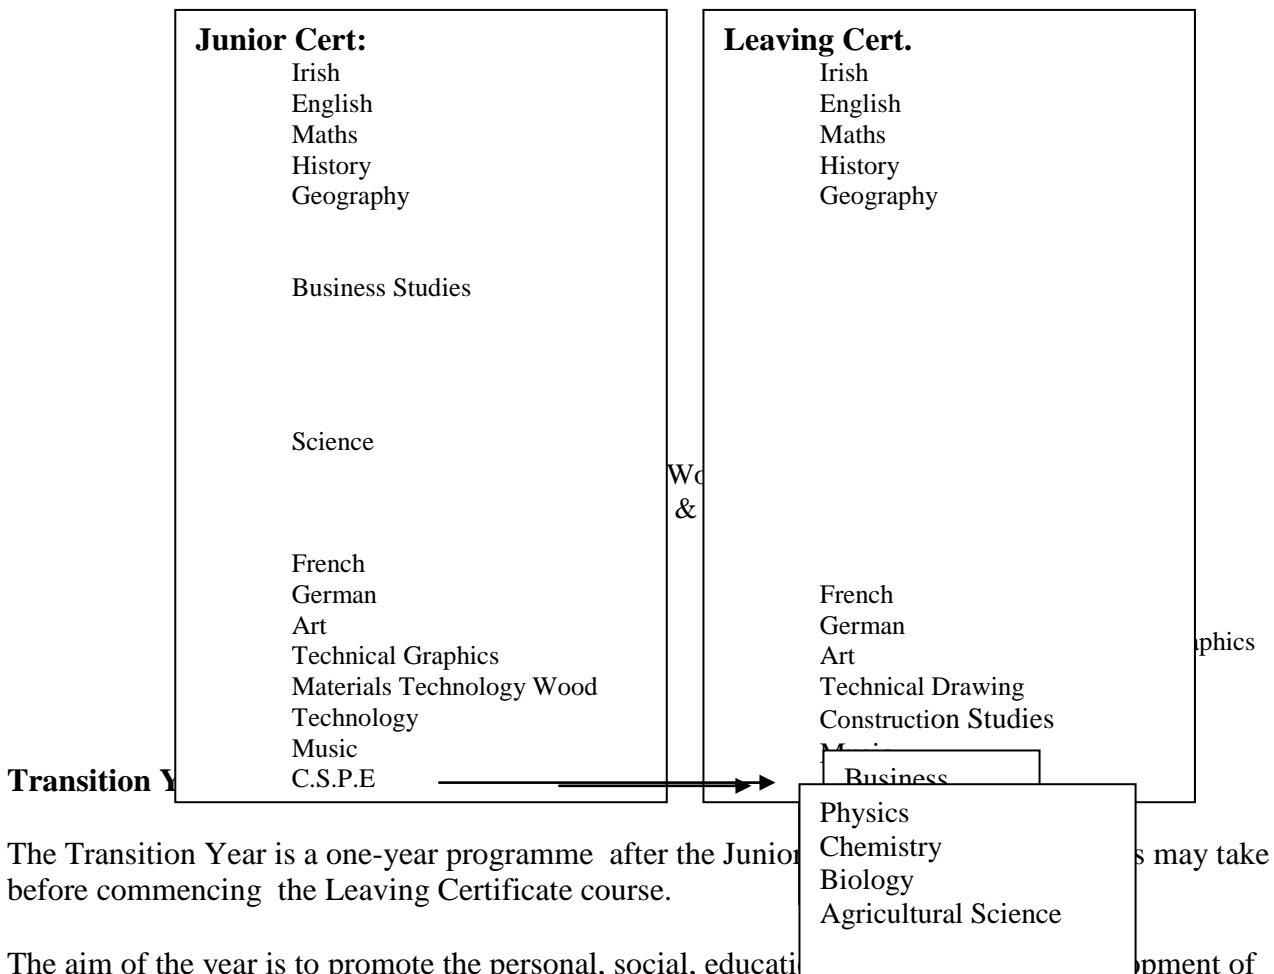 Junior Cert:
Irish
English
Maths
History
Geography
Business Studies
Science
French
German
Art
Technical Graphics
Materials Technology Wood
Technology
Music
C.S.P.E
&
Leaving Cert.
Irish
English
Maths
History
Geography
French
German
Art
Technical Drawing
Construction Studies
Music
Business
Physics
Chemistry
Biology
Agricultural Science
Transition
The Transition Year is a one-year programme after the Junior
s may take
before commencing the Leaving Certificate course.
The aim of the year is to promote the personal, social,
of